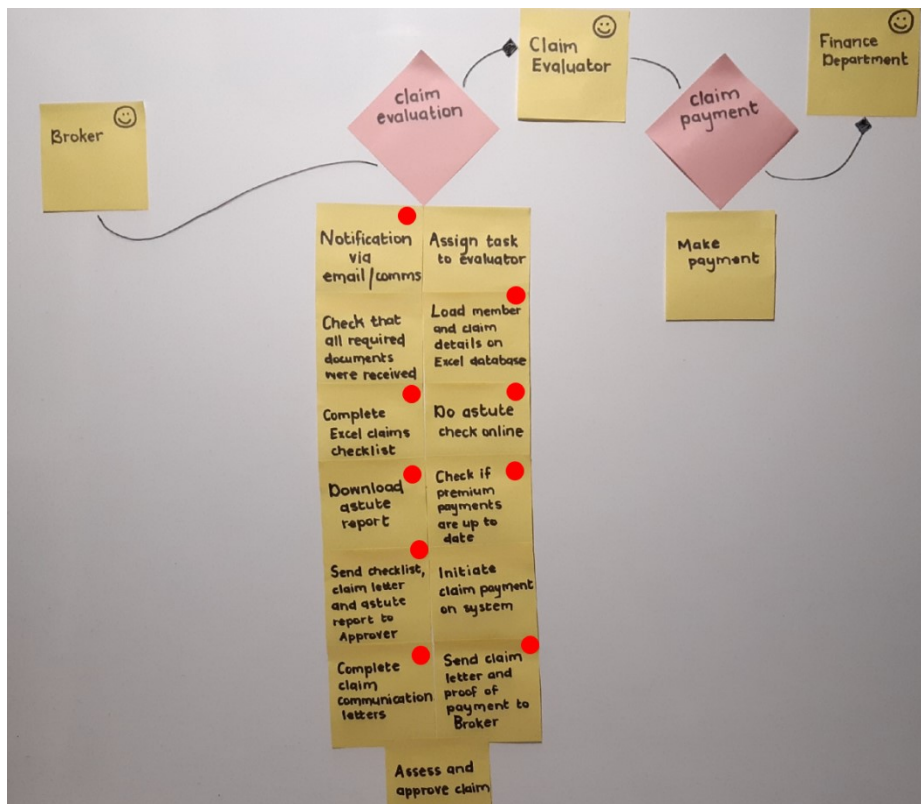 Broker
claim
evaluation
Claim
Evaluator
claim
payment
Finance
Department
Notification
via
email/comms
Assign task
to evaluator
Check that
all required
documents
were received
Load member
and claim
details on
Excel database
Complete
Excel claims
checklist
Do astute
check online
Download
astute
report
Check if
premium
payments
are up to
date
Send checklist,
claim letter
and astute
report to
Approver
Initiate
claim payment
on system
Complete
claim
communication
letters
Send claim
letter and
proof of
payment to
Broker
Assess and
approve claim
Make
payment